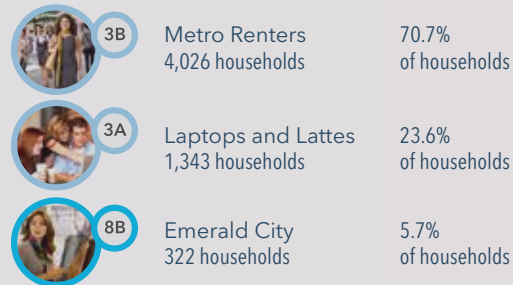 3B
Metro Renters 70.7%
4,026 households of households
3A
Laptops and Lattes 23.6%
1,343 households of households
8B
Emerald City 5.7%
322 households of households